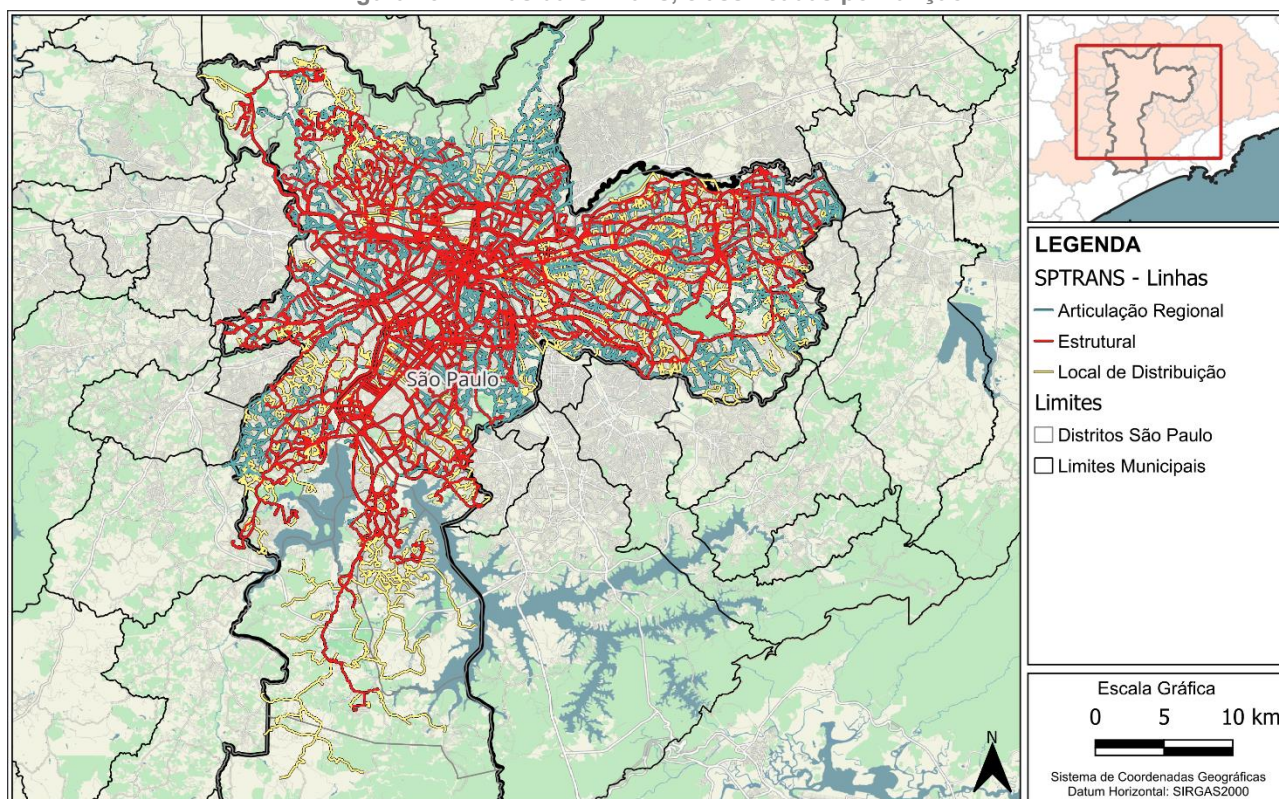 São Paulo
LEGENDA
SPTRANS - Linhas
Articulação Regional
Estrutural
Local de Distribuição
Limites
Distritos São Paulo
Limites Municipais
Escala Gráfica
0 5 10 km
N
Sistema de Coordenadas Geográficas
Datum Horizontal: SIRGAS2000